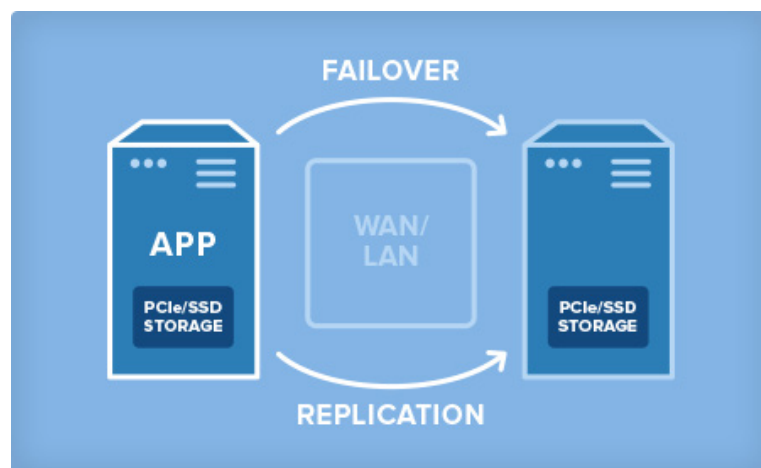 FAILOVER
APP
PCIe/SSD
STORAGE
WAN/
LAN
PCIe/SSD
STORAGE
REPLICATION